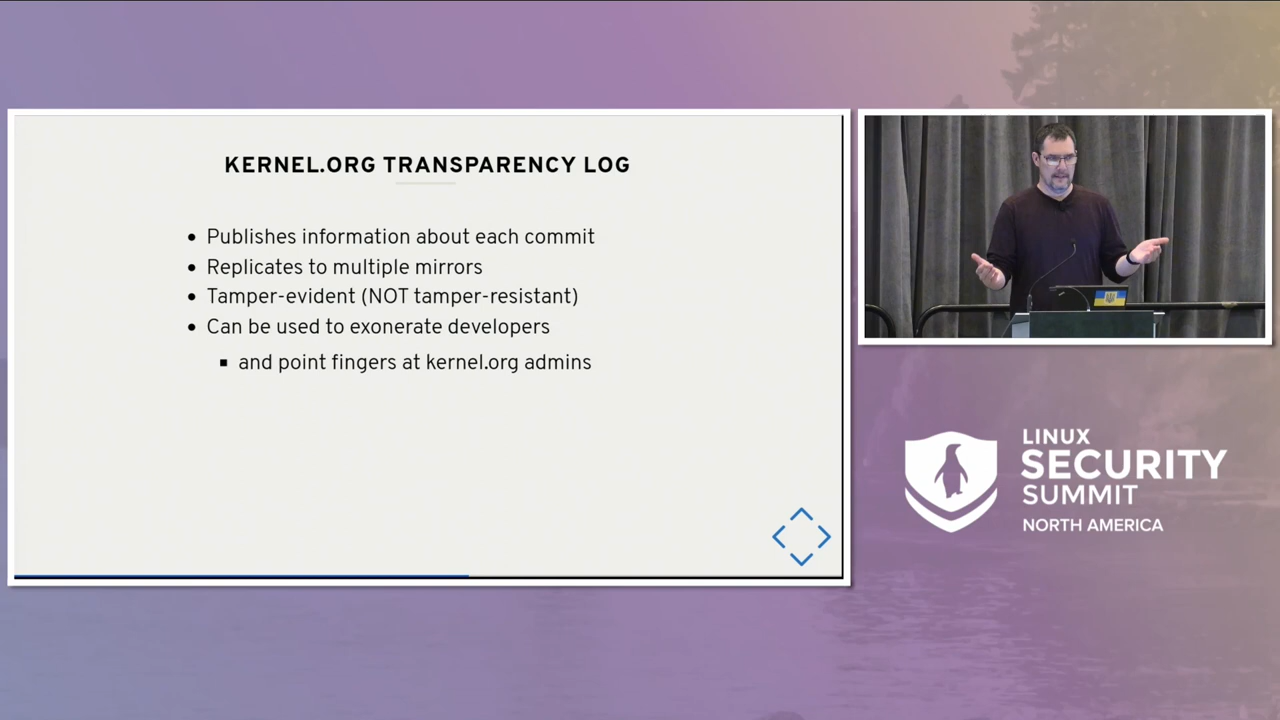 KERNEL.ORG TRANSPARENCY LOG
Publishes information about each commit
Replicates to multiple mirrors
Tamper-evident (NOT tamper-resistant)
Can be used to exonerate developers
and point fingers at kernel.org admins
LINUX
SECURITY
SUMMIT
NORTH AMERICA